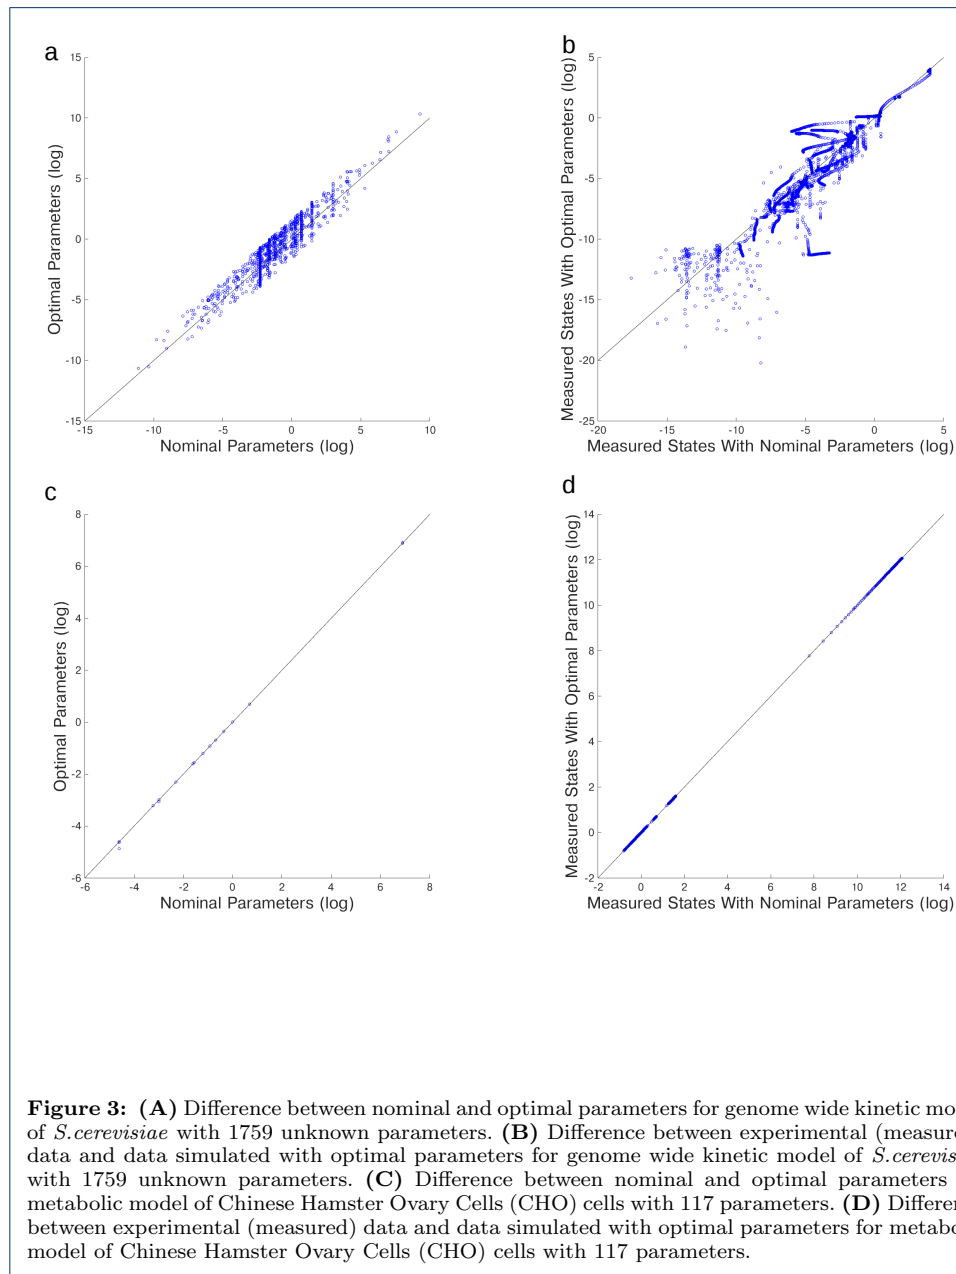 a
15
10
5
0
-5
-10
-15
-15 -10 -5 0 5 10
Optimal Parameters (log)
Nominal Parameters (log)
b
5
0
-5
-10
-15
-20
-25
-20 -15 -10 -5 0 5
Measured States With Optimal Parameters (log)
Measured States With Nominal Parameters (log)
c
8
6
4
2
0
-2
-4
-6
-6 -4 -2 0 2 4 6 8
Optimal Parameters (log)
Nominal Parameters (log)
d
14
12
10
8
6
4
2
0
-2
-2 0 2 4 6 8 10 12 14
Measured States With Optimal Parameters (log)
Measured States With Nominal Parameters (log)
Figure 3: (A) Difference between nominal and optimal parameters for genome wide kinetic mo
of S.cerevisiae with 1759 unknown parameters. (B) Difference between experimental (measure
data and data simulated with optimal parameters for genome wide kinetic model of S.cerevis
with 1759 unknown parameters. (C) Difference between nominal and optimal parameters
metabolic model of Chinese Hamster Ovary Cells (CHO) cells with 117 parameters. (D) Differen
between experimental (measured) data and data simulated with optimal parameters for metabo
model of Chinese Hamster Ovary Cells (CHO) cells with 117 parameters.